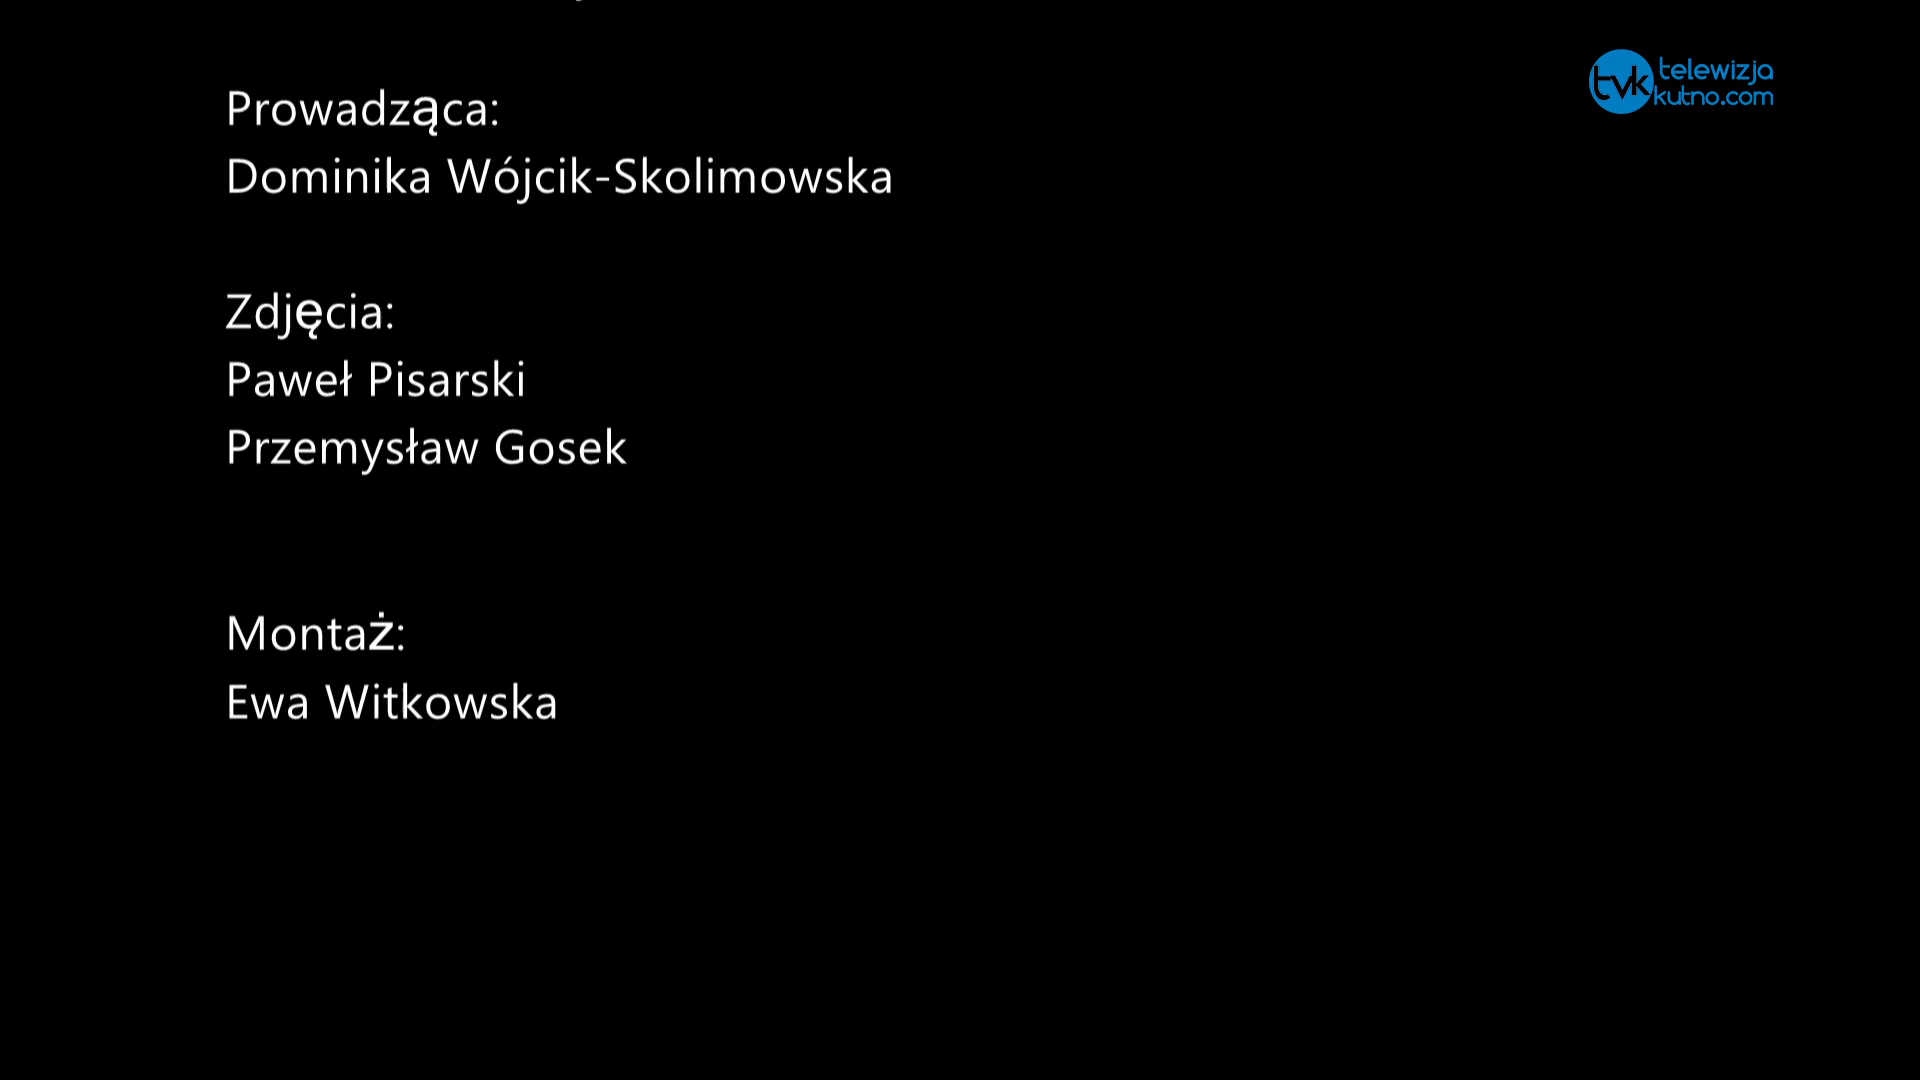 tvk telewizja
kutno.com
Prowadząca:
Dominika Wójcik-Skolimowska
Zdjęcia:
Paweł Pisarski
Przemysław Gosek
Montaż:
Ewa Witkowska